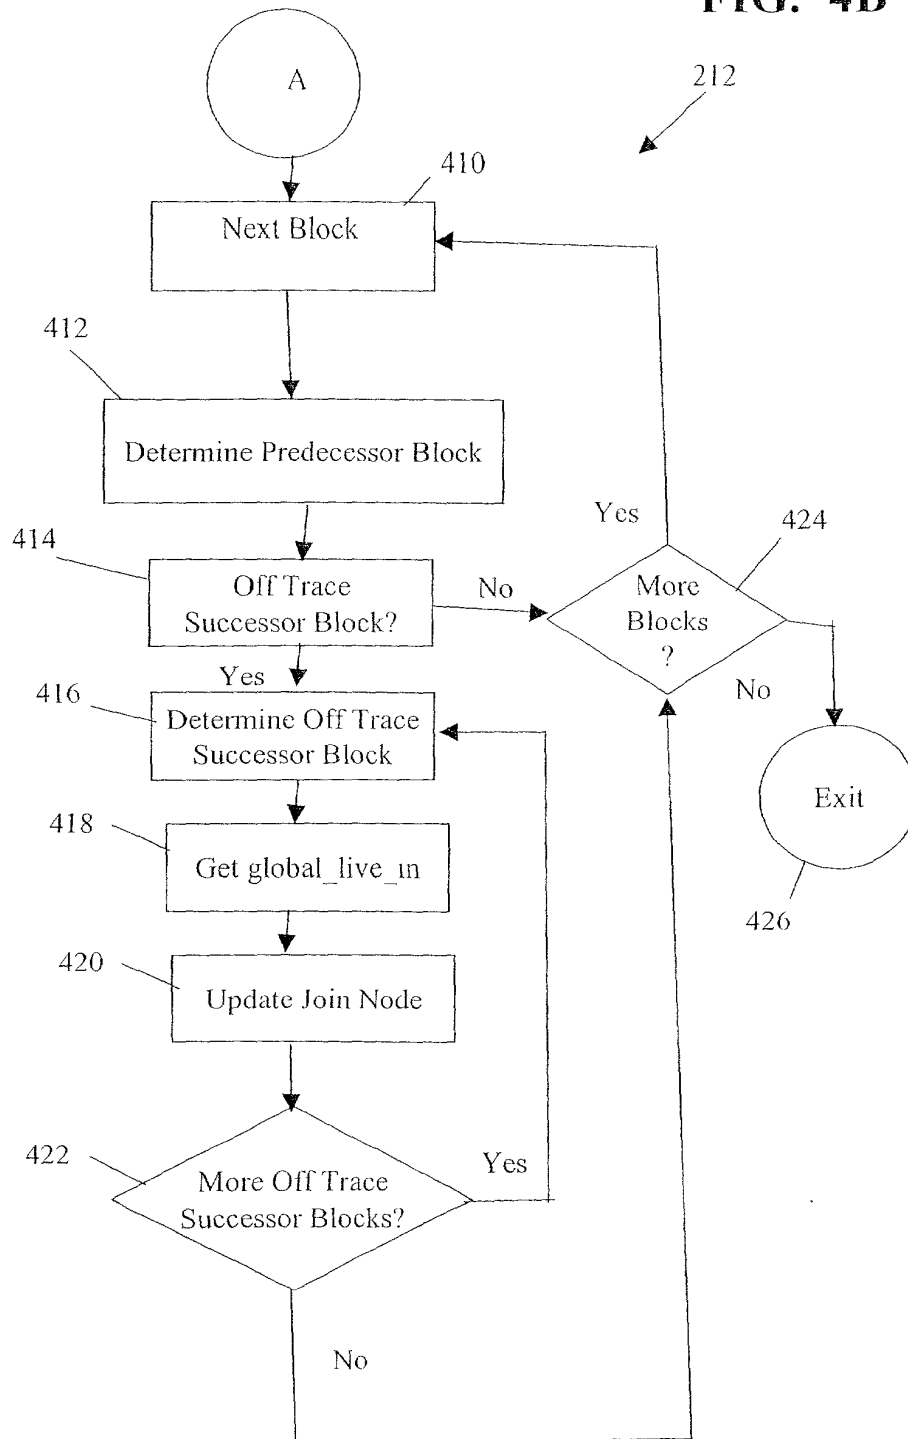 FIG. 4B
A
212
410
Next Block
412
Determine Predecessor Block
414
Off Trace
Successor Block?
No
Yes
424
More
Blocks
?
Yes
416
Determine Off Trace
Successor Block
No
418
Get global_live_in
Exit
426
420
Update Join Node
422
More Off Trace
Successor Blocks?
Yes
No